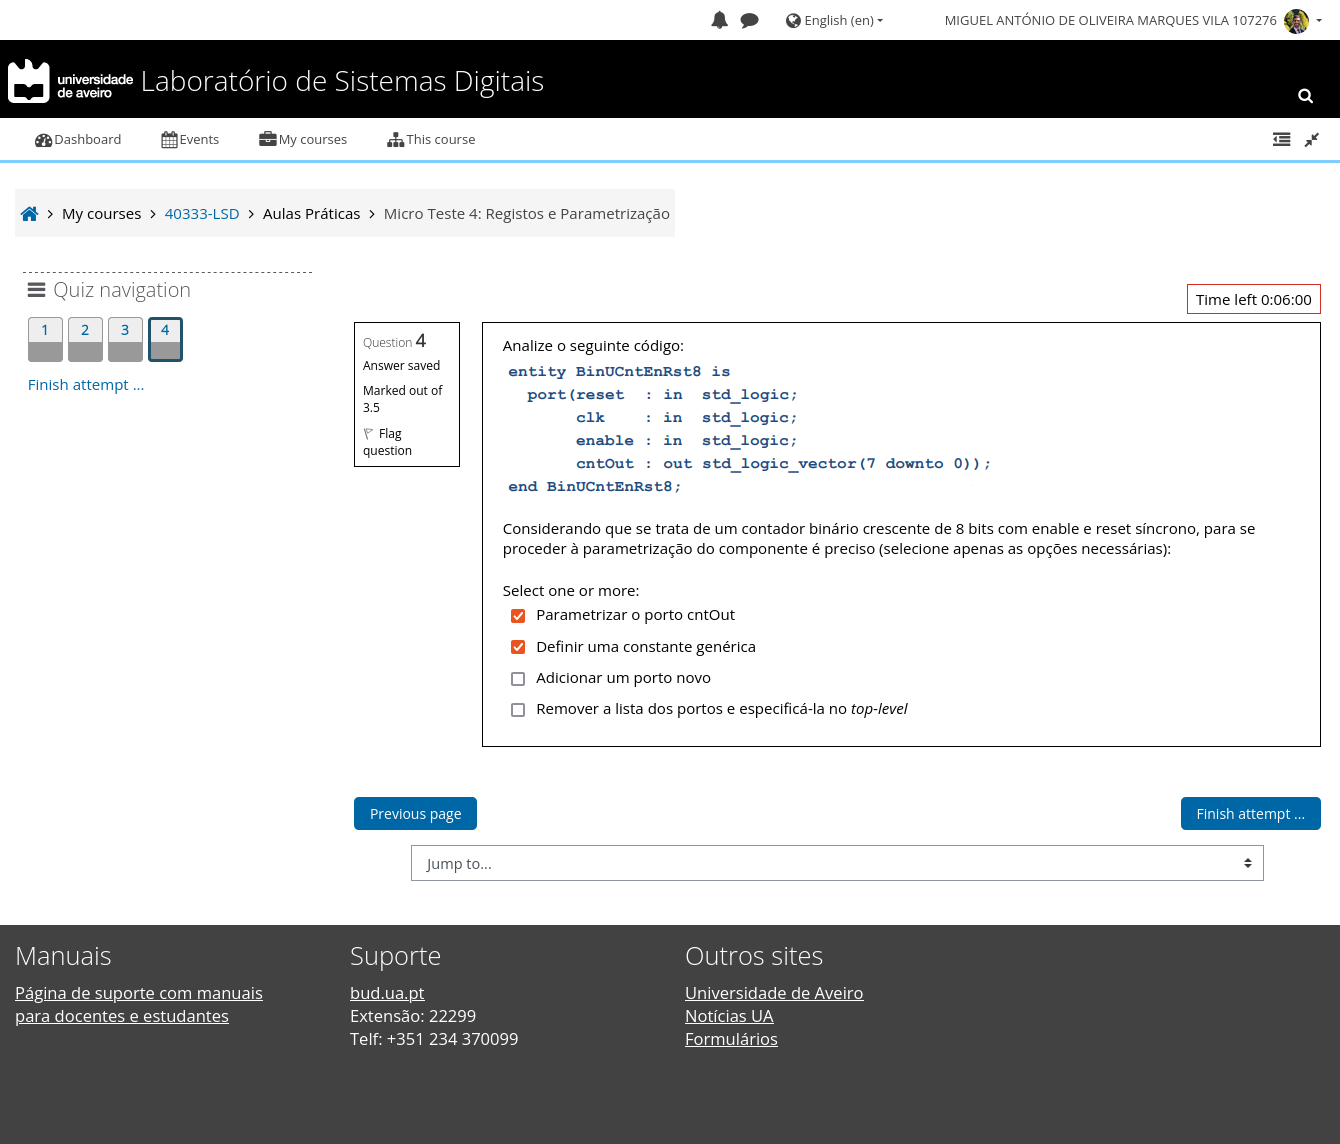 English (en)
MIGUEL ANTÓNIO DE OLIVEIRA MARQUES VILA 107276
universidade
de aveiro
Laboratório de Sistemas Digitais
Dashboard
Events
My courses
This course
My courses
40333-LSD
Aulas Práticas
Micro Teste 4: Registos e Parametrização
Quiz navigation
1
2
3
4
Finish attempt ...
Time left 0:06:00
Question 4
Answer saved
Marked out of
3.5
Flag
question
Analize o seguinte código:
entity BinUCntEnRst8 is
port(reset : in std_logic;
clk : in std_logic;
enable : in std_logic;
cntOut : out std_logic_vector(7 downto 0));
end BinUCntEnRst8;
Considerando que se trata de um contador binário crescente de 8 bits com enable e reset síncrono, para se
proceder à parametrização do componente é preciso (selecione apenas as opções necessárias):
Select one or more:
Parametrizar o porto cntOut
Definir uma constante genérica
Adicionar um porto novo
Remover a lista dos portos e especificá-la no top-level
Previous page
Finish attempt ...
Jump to...
Manuais
Página de suporte com manuais
para docentes e estudantes
Suporte
bud.ua.pt
Extensão: 22299
Telf: +351 234 370099
Outros sites
Universidade de Aveiro
Notícias UA
Formulários